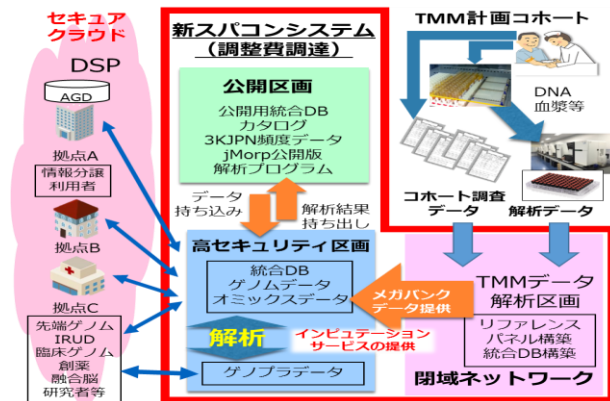 セキュア
クラウド
DSP
AGD
拠点A
情報分譲
利用者
拠点B
拠点C
先端ゲノム
IRUD
臨床ゲノム
創薬
融合脳
研究者等
新スパコンシステム
(調整費調達)
公開区画
公開用統合DB
カタログ
3KJPN頻度データ
jMorp公開版
解析プログラム
データ
持ち込み
解析結果
持ち出し
高セキュリティ区画
統合DB
ゲノムデータ
オミックスデータ
解析
インピュテーション
サービスの提供
ゲノプラデータ
メガバンク
データ提供
TMM計画コホート
DNA
血漿等
コホート調査
データ
解析データ
TMMデータ
解析区画
リファレンス
パネル構築
統合DB構築
閉域ネットワーク